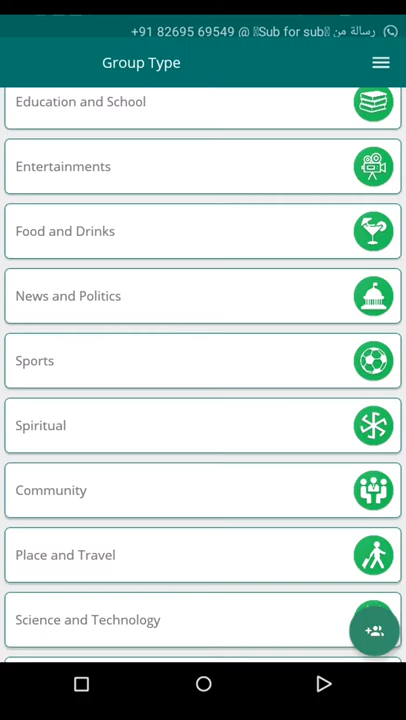 رسالة من ‏‎+91 82695 69549 @ Sub for sub
Group Type
Education and School
Entertainments
Food and Drinks
News and Politics
Sports
Spiritual
Community
Place and Travel
Science and Technology